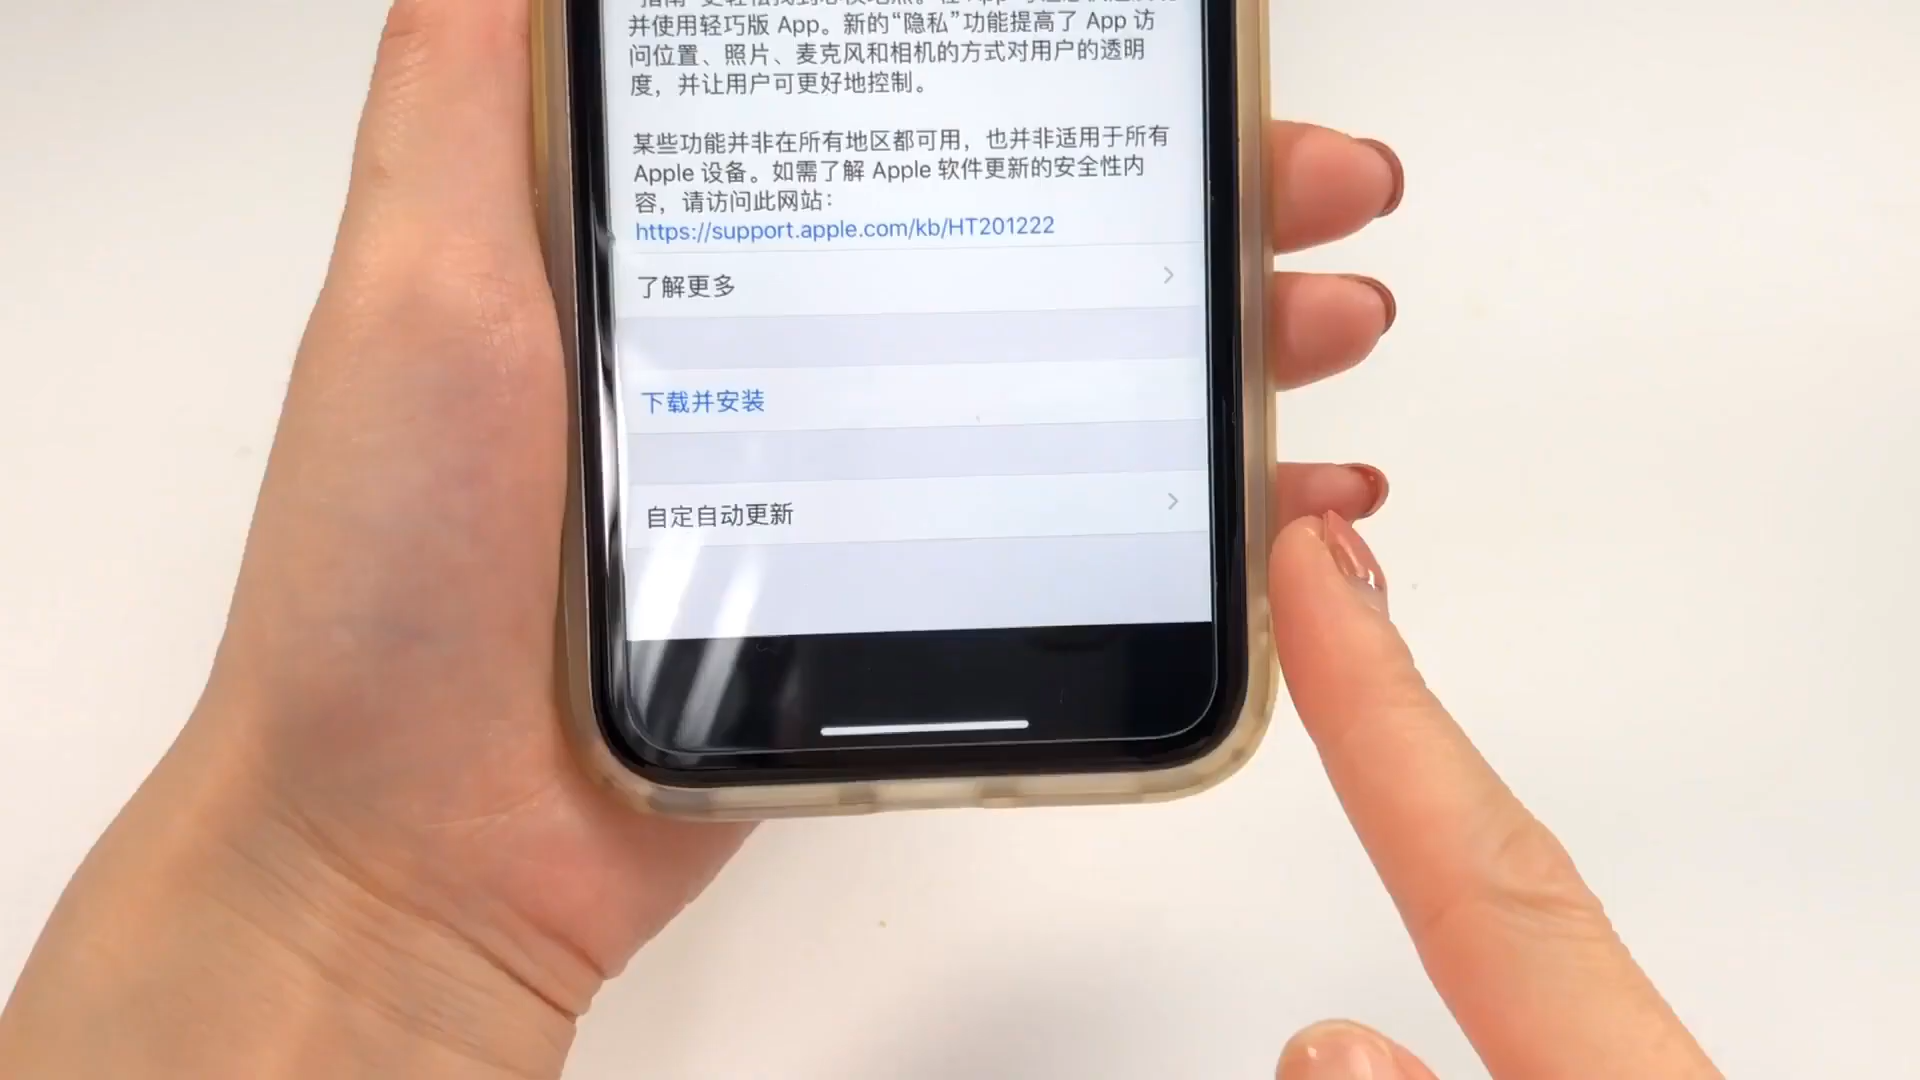 并使用轻巧版 App。新的“隐私”功能提高了 App 访
问位置、照片、麦克风和相机的方式对用户的透明
度，并让用户可更好地控制。
某些功能并非在所有地区都可用，也并非适用于所有
Apple 设备。如需了解 Apple 软件更新的安全性内
容，请访问此网站：
https://support.apple.com/kb/HT201222
了解更多
下载并安装
自定自动更新